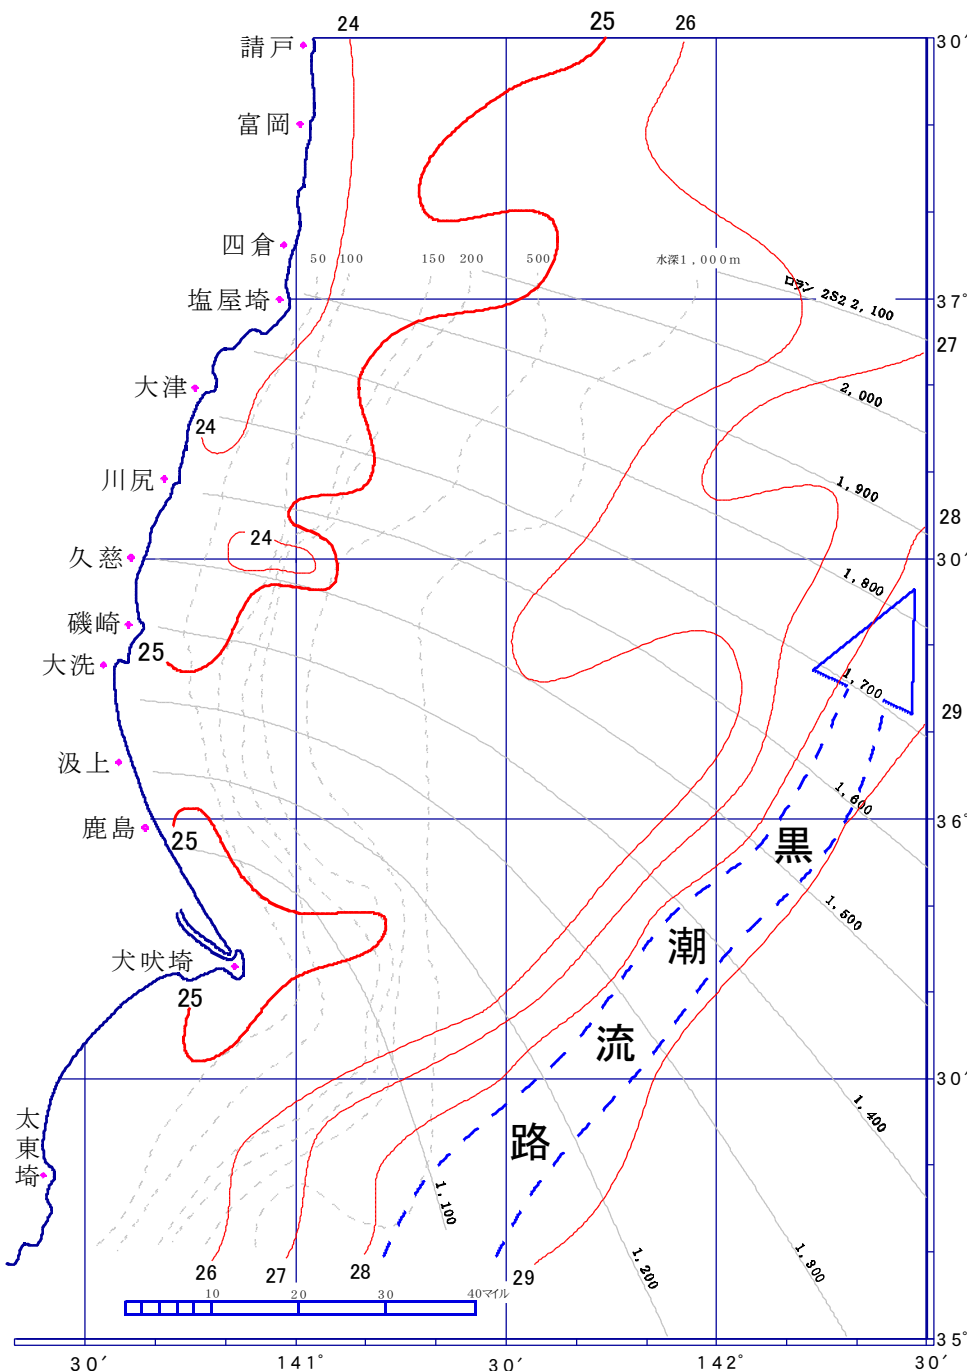 24
25
26
請戸
30′
富岡
四倉
50 100
150 200
500
水深1,000m
塩屋埼
ロラン 2S2 2,100
37°
27
大津
2,000
24
川尻
1,900
28
久慈
24
30′
1,800
磯崎
25
大洗
1,700
29
汲上
1,600
36°
鹿島
25
黒
潮
流
路
1,500
犬吠埼
25
30′
太東埼
1,400
1,100
1,200
1,300
26
27
28
29
10
20
30
40マイル
35°
30′
141°
30′
142°
30′